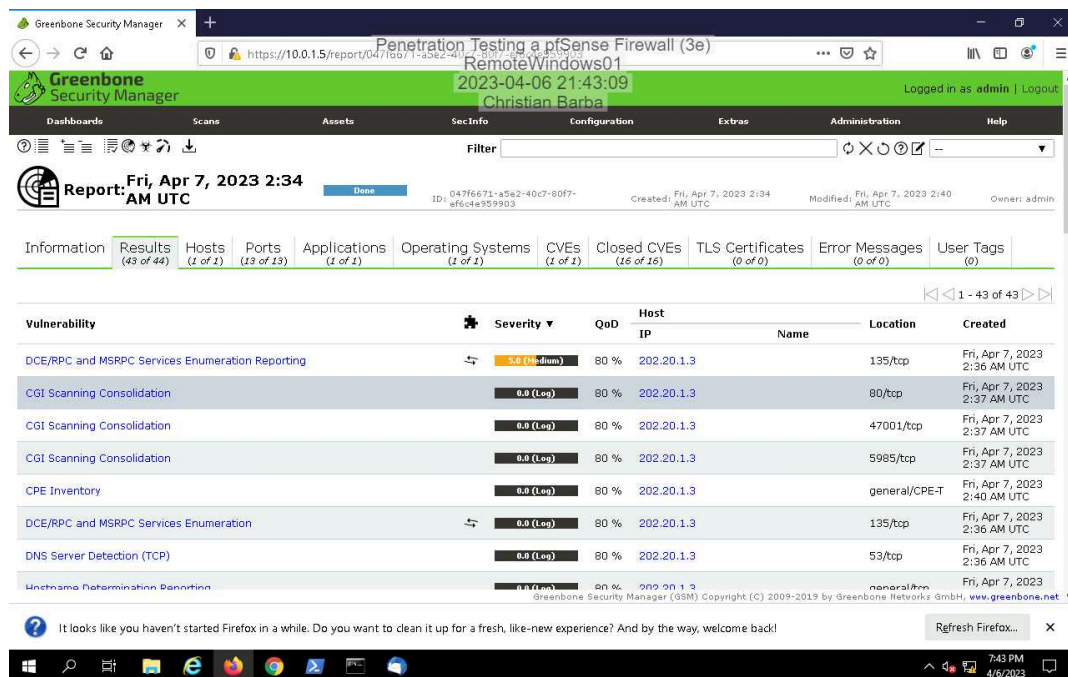 Greenbone Security Manager
https://10.0.1.5/report/047f6671-a5e2-40c7-80f7-ef6c4e959903
Penetration Testing a pfSense Firewall (3e)
RemoteWindows01
2023-04-06 21:43:09
Christian Barba
Greenbone
Security Manager
Logged in as admin | Logout
Dashboards Scans Assets SecInfo Configuration Extras Administration Help
Filter --
Report: Fri, Apr 7, 2023 2:34 AM UTC
Done
ID: 047f6671-a5e2-40c7-80f7-ef6c4e959903
Created: Fri, Apr 7, 2023 2:34 AM UTC
Modified: Fri, Apr 7, 2023 2:40 AM UTC
Owner: admin
Information Results Hosts Ports Applications Operating Systems CVEs Closed CVEs TLS Certificates Error Messages User Tags
(43 of 44) (1 of 1) (13 of 13) (1 of 1) (1 of 1) (1 of 1) (16 of 16) (0 of 0) (0 of 0) (0)
1 - 43 of 43
Vulnerability Severity ▼ QoD Host Location Created
IP Name
DCE/RPC and MSRPC Services Enumeration Reporting 5.0 (Medium) 80 % 202.20.1.3 135/tcp Fri, Apr 7, 2023 2:36 AM UTC
CGI Scanning Consolidation 0.0 (Log) 80 % 202.20.1.3 80/tcp Fri, Apr 7, 2023 2:37 AM UTC
CGI Scanning Consolidation 0.0 (Log) 80 % 202.20.1.3 47001/tcp Fri, Apr 7, 2023 2:37 AM UTC
CGI Scanning Consolidation 0.0 (Log) 80 % 202.20.1.3 5985/tcp Fri, Apr 7, 2023 2:37 AM UTC
CPE Inventory 0.0 (Log) 80 % 202.20.1.3 general/CPE-T Fri, Apr 7, 2023 2:40 AM UTC
DCE/RPC and MSRPC Services Enumeration 0.0 (Log) 80 % 202.20.1.3 135/tcp Fri, Apr 7, 2023 2:36 AM UTC
DNS Server Detection (TCP) 0.0 (Log) 80 % 202.20.1.3 53/tcp Fri, Apr 7, 2023 2:36 AM UTC
Hostname Determination Reporting 0.0 (Log) 80 % 202.20.1.3 general/tcp Fri, Apr 7, 2023
Greenbone Security Manager (GSM) Copyright (C) 2009-2019 by Greenbone Networks GmbH, www.greenbone.net
It looks like you haven't started Firefox in a while. Do you want to clean it up for a fresh, like-new experience? And by the way, welcome back! Refresh Firefox...
7:43 PM
4/6/2023